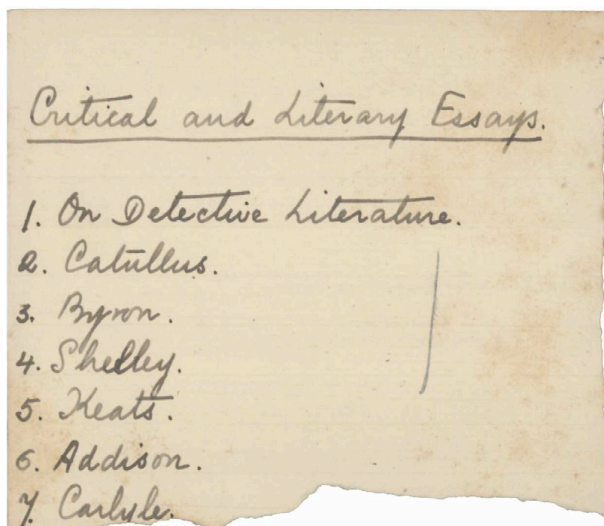 Critical and Literary Essays.
1. On Detective Literature.
2. Catullus.
3. Byron.
4. Shelley.
5. Keats.
6. Addison.
7 Carlyle.